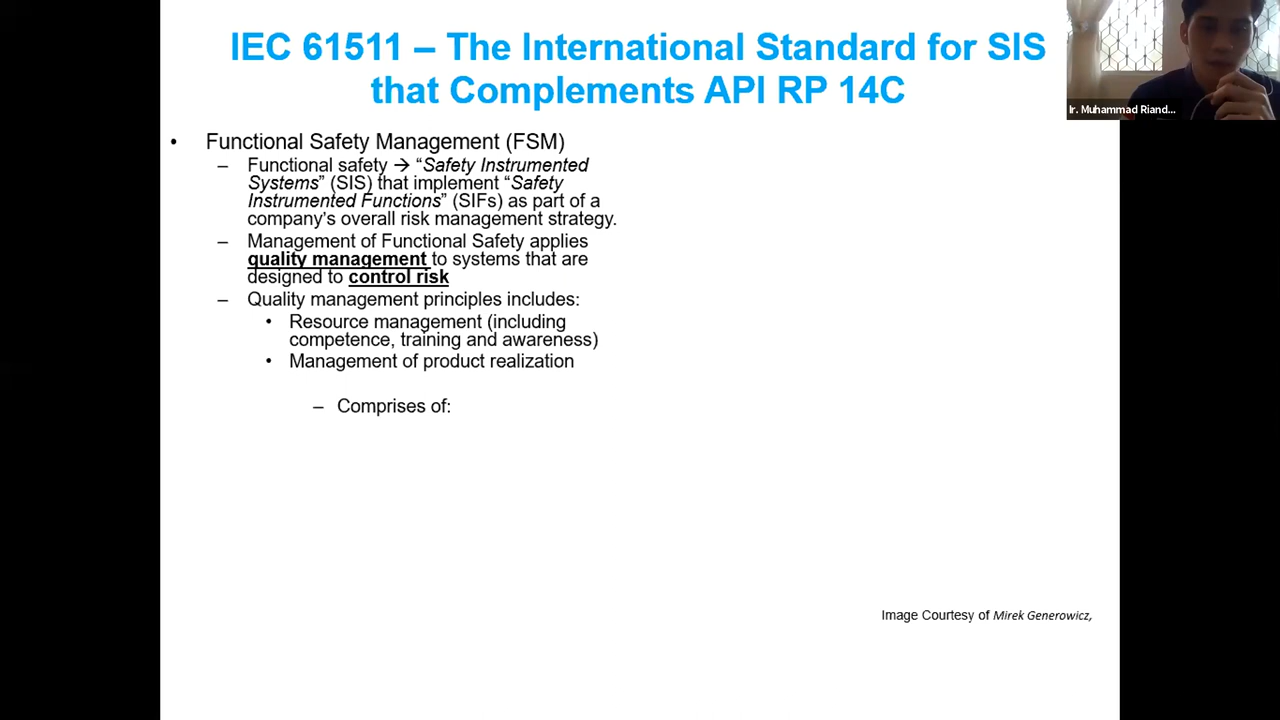 IEC 61511 – The International Standard for SIS
that Complements API RP 14C
Ir. Muhammad Riand...
• Functional Safety Management (FSM)
– Functional safety → “Safety Instrumented
Systems” (SIS) that implement “Safety
Instrumented Functions” (SIFs) as part of a
company’s overall risk management strategy.
– Management of Functional Safety applies
quality management to systems that are
designed to control risk
– Quality management principles includes:
• Resource management (including
competence, training and awareness)
• Management of product realization
– Comprises of:
Image Courtesy of Mirek Generowicz,